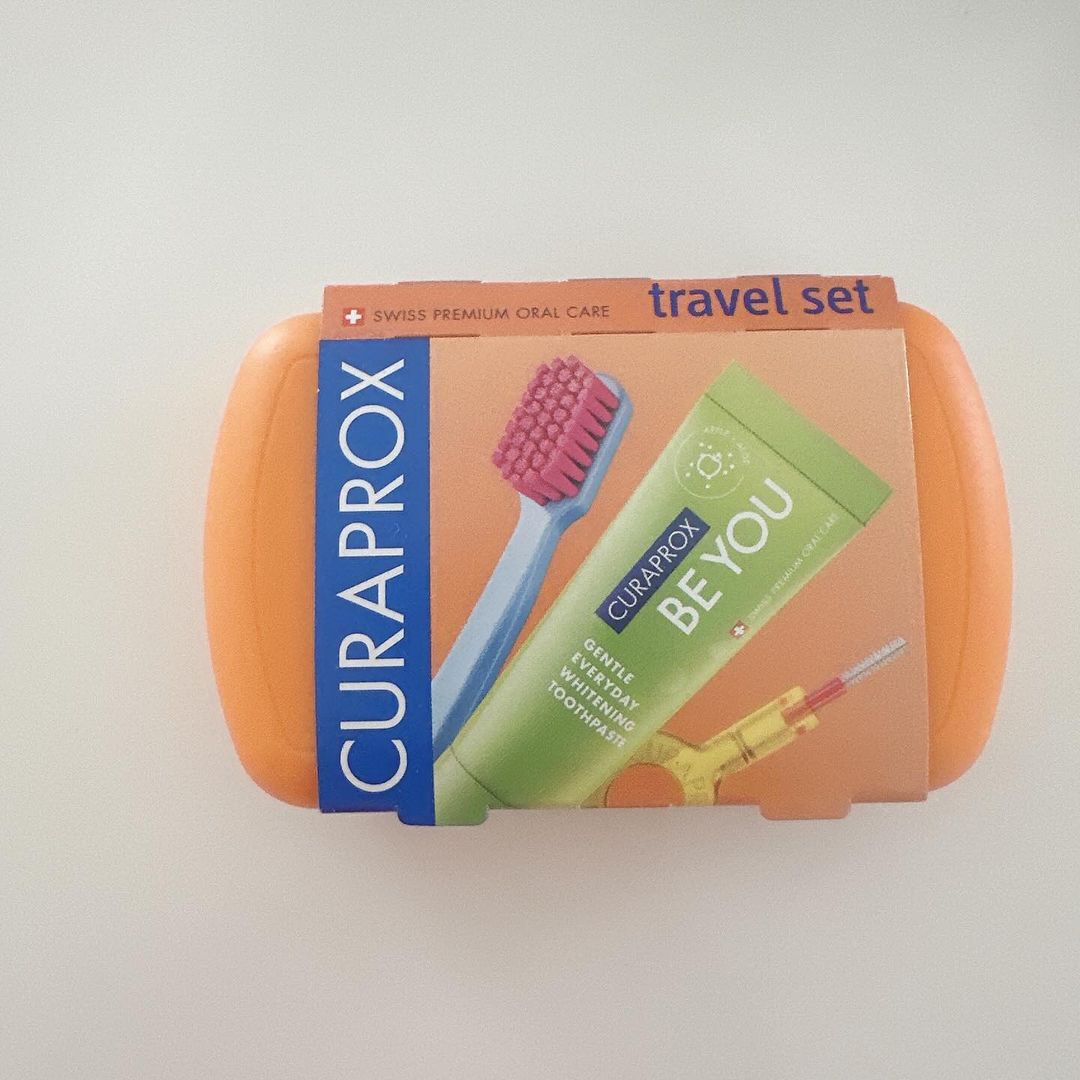 SWISS PREMIUM ORAL CARE
travel set
CURAPROX
CURAPROX
BE YOU
SWISS PREMIUM ORAL CARE
GENTLE
EVERYDAY
WHITENING
TOOTHPASTE